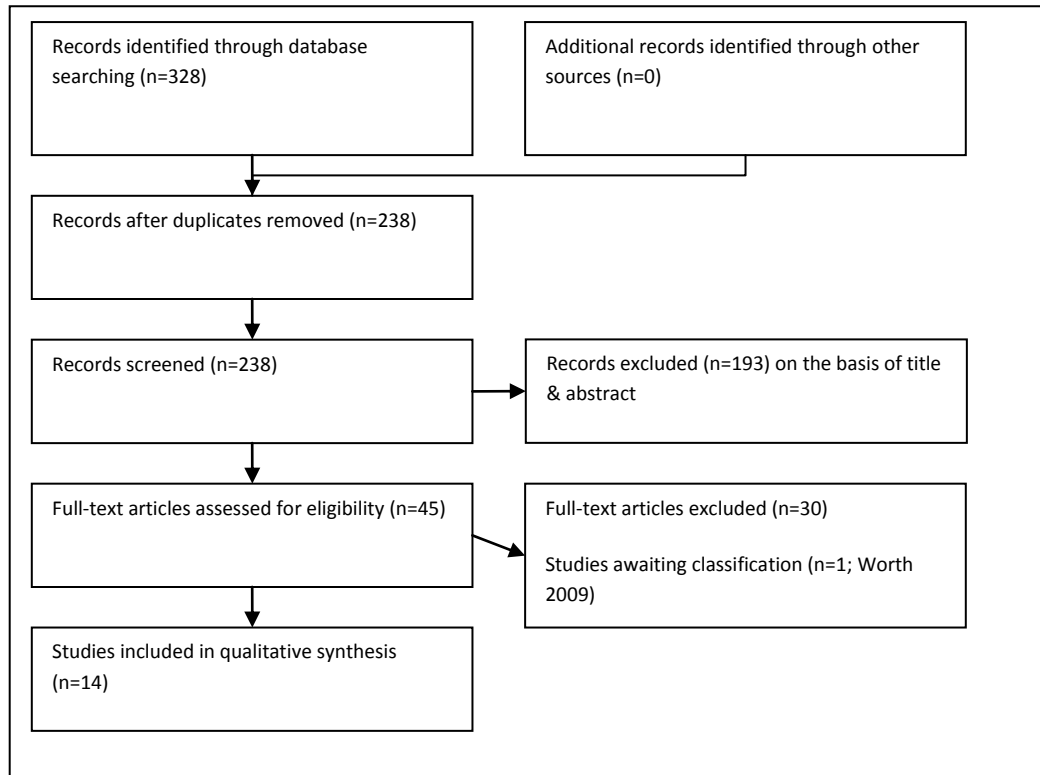 Records identified through database
searching (n=328)
Additional records identified through other
sources (n=0)
Records after duplicates removed (n=238)
Records screened (n=238)
Records excluded (n=193) on the basis of title
& abstract
Full-text articles assessed for eligibility (n=45)
Full-text articles excluded (n=30)
Studies awaiting classification (n=1; Worth
2009)
Studies included in qualitative synthesis
(n=14)